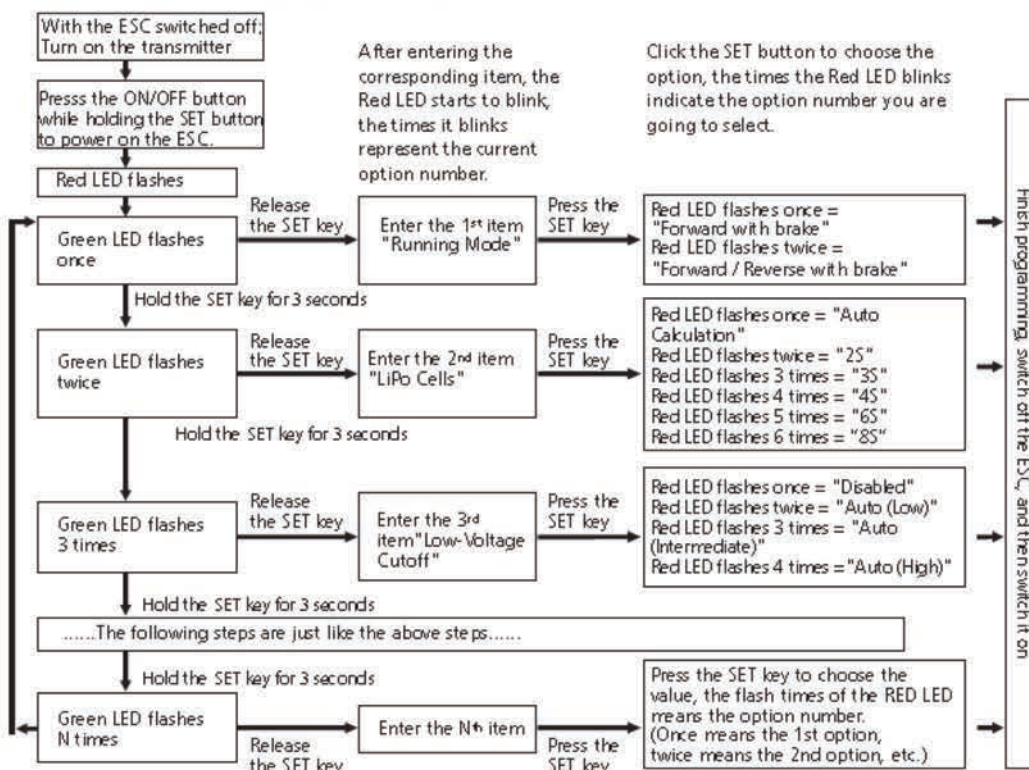 With the ESC switched off;
Turn on the transmitter
After entering the
corresponding item, the
Red LED starts to blink,
the times it blinks
represent the current
option number.
Click the SET button to choose the
option, the times the Red LED blinks
indicate the option number you are
going to select.
Presss the ON/OFF button
while holding the SET button
to power on the ESC.
Red LED flashes
Green LED flashes
once
Release
the SET key
Enter the 1st item
"Running Mode"
Press the
SET key
Red LED flashes once =
"Forward with brake"
Red LED flashes twice =
"Forward / Reverse with brake"
Hold the SET key for 3 seconds
Green LED flashes
twice
Release
the SET key
Enter the 2nd item
"LiPo Cells"
Press the
SET key
Red LED flashes once = "Auto
Calculation"
Red LED flashes twice = "2S"
Red LED flashes 3 times = "3S"
Red LED flashes 4 times = "4S"
Red LED flashes 5 times = "6S"
Red LED flashes 6 times = "8S"
Hold the SET key for 3 seconds
Green LED flashes
3 times
Release
the SET key
Enter the 3rd
item"Low-Voltage
Cutoff"
Press the
SET key
Red LED flashes once = "Disabled"
Red LED flashes twice = "Auto (Low)"
Red LED flashes 3 times = "Auto
(Intermediate)"
Red LED flashes 4 times ="Auto (High)"
Hold the SET key for 3 seconds
......The following steps are just like the above steps......
Hold the SET key for 3 seconds
Green LED flashes
N times
Release
the SET key
Enter the Nth item
Press the
SET key
Press the SET key to choose the
value, the flash times of the RED LED
means the option number.
(Once means the 1st option,
twice means the 2nd option, etc.)
Finish programming, switch off the ESC, and then switch it on